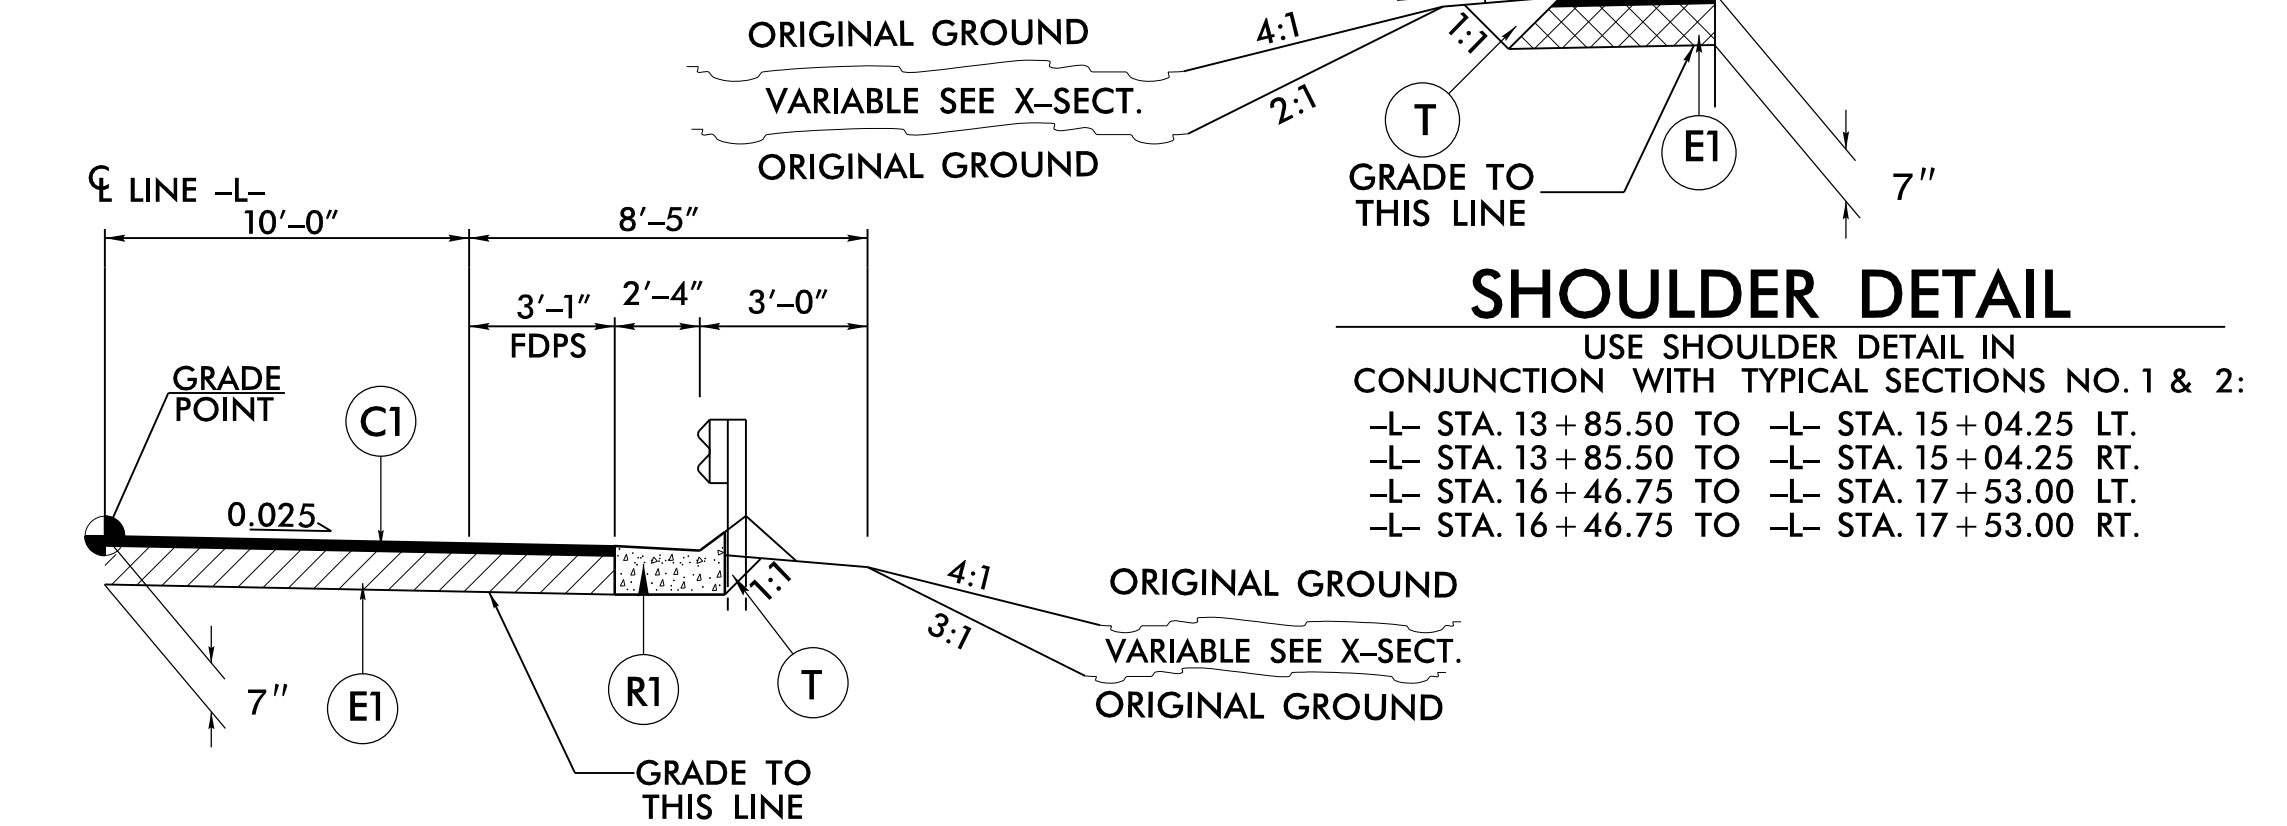 ORIGINAL GROUND
4:1
1:1
VARIABLE SEE X–SECT.
2:1
T
E1
ORIGINAL GROUND
GRADE TO
THIS LINE
7"
℄ LINE –L–
10'–0"
8'–5"
3'–1"
2'–4"
3'–0"
FDPS
GRADE
POINT
C1
0.025
1:1
4:1
3:1
ORIGINAL GROUND
VARIABLE SEE X–SECT.
ORIGINAL GROUND
7"
E1
R1
T
GRADE TO
THIS LINE
SHOULDER DETAIL
USE SHOULDER DETAIL IN
CONJUNCTION WITH TYPICAL SECTIONS NO. 1 & 2:
–L– STA. 13+85.50 TO –L– STA. 15+04.25 LT.
–L– STA. 13+85.50 TO –L– STA. 15+04.25 RT.
–L– STA. 16+46.75 TO –L– STA. 17+53.00 LT.
–L– STA. 16+46.75 TO –L– STA. 17+53.00 RT.